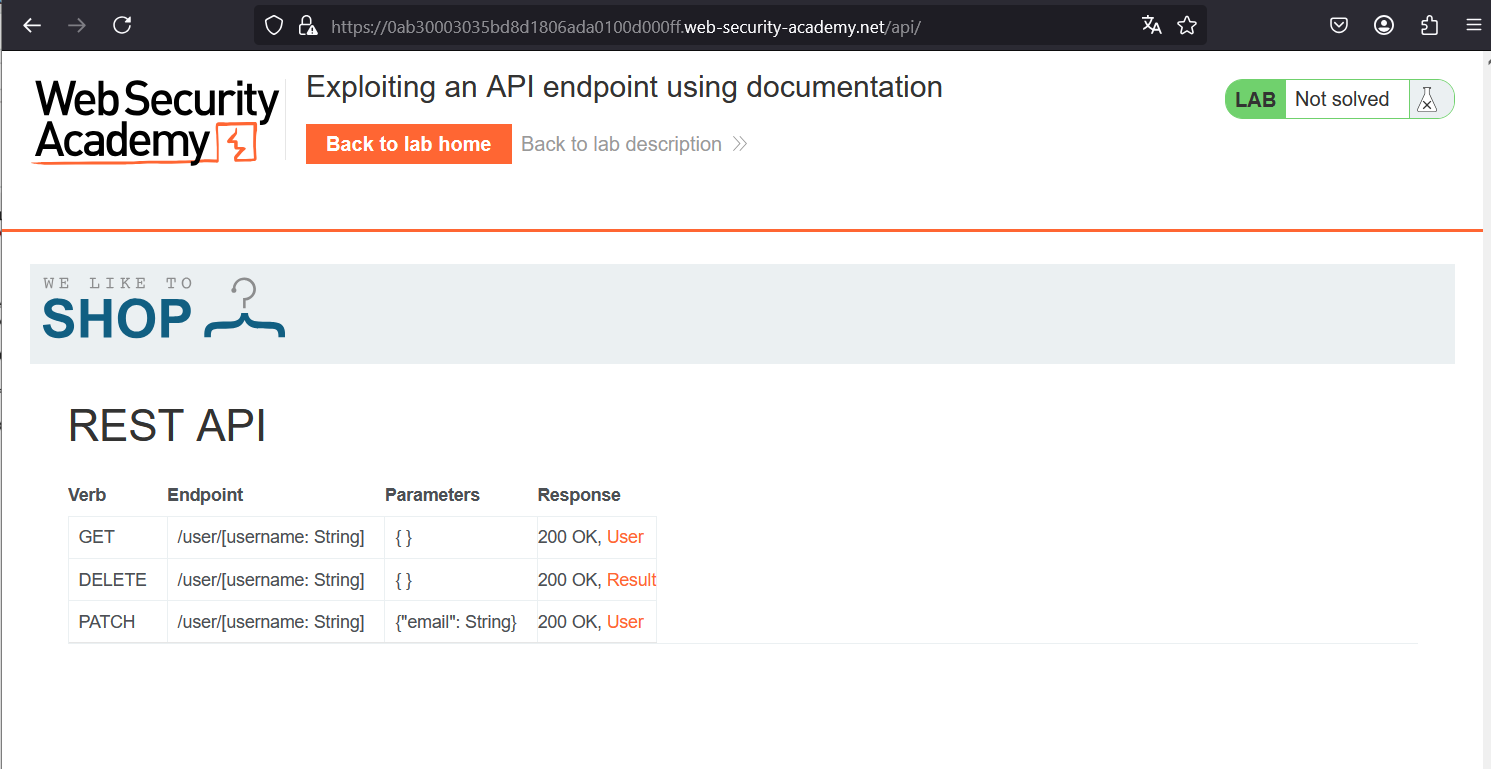 https://0ab30003035bd8d1806ada0100d000ff.web-security-academy.net/api/
Web Security
Academy
Exploiting an API endpoint using documentation
Back to lab home
Back to lab description
LAB
Not solved
WE LIKE TO
SHOP
REST API
Verb Endpoint Parameters Response
GET /user/[username: String] { } 200 OK, User
DELETE /user/[username: String] { } 200 OK, Result
PATCH /user/[username: String] {"email": String} 200 OK, User